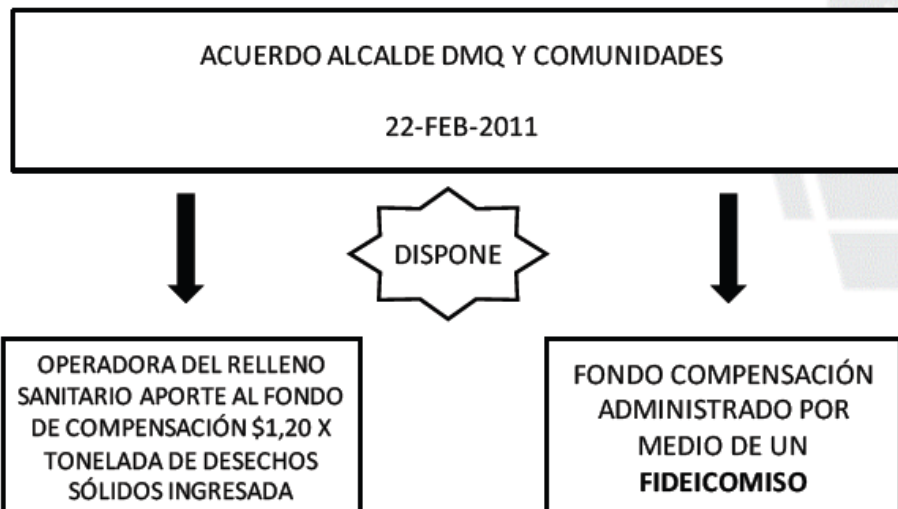 ACUERDO ALCALDE DMQ Y COMUNIDADES
22-FEB-2011
DISPONE
OPERADORA DEL RELLENO
SANITARIO APORTE AL FONDO
DE COMPENSACIÓN $1,20 X
TONELADA DE DESECHOS
SÓLIDOS INGRESADA
FONDO COMPENSACIÓN
ADMINISTRADO POR
MEDIO DE UN
FIDEICOMISO